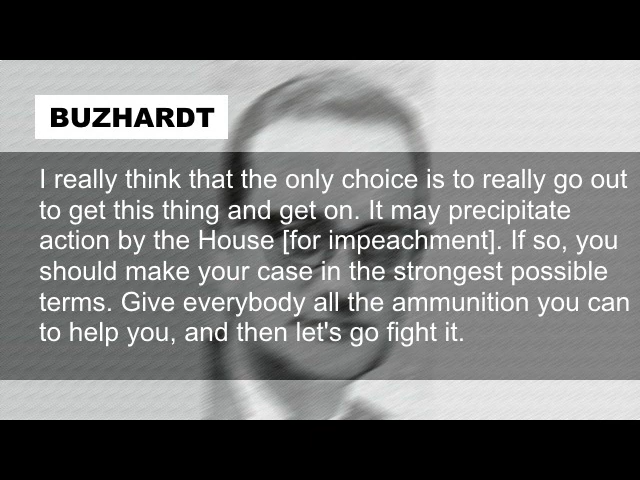 BUZHARDT
I really think that the only choice is to really go out
to get this thing and get on. It may precipitate
action by the House [for impeachment]. If so, you
should make your case in the strongest possible
terms. Give everybody all the ammunition you can
to help you, and then let's go fight it.